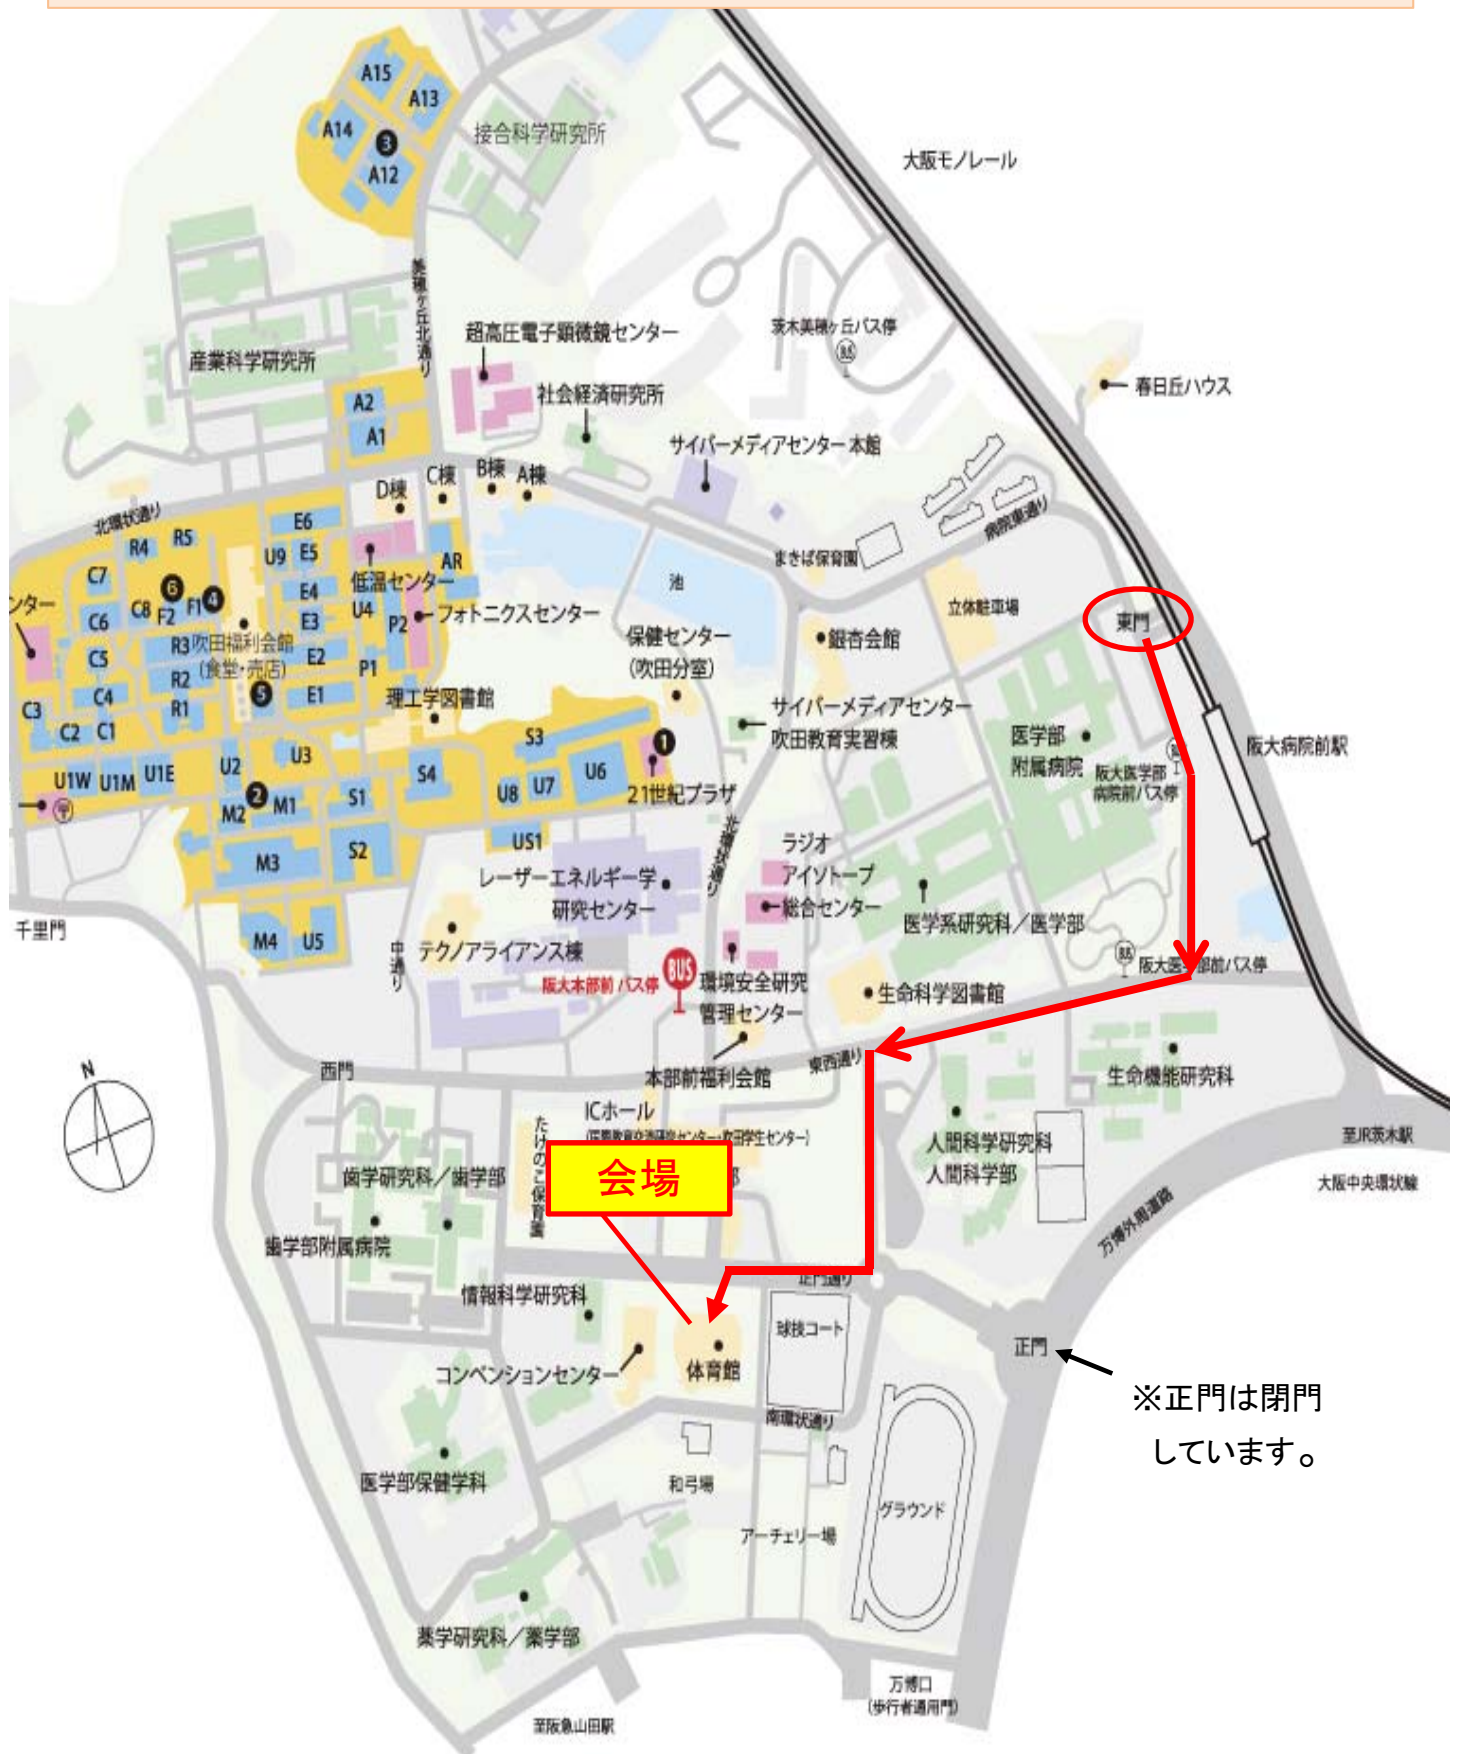 A15
A13
A14
3
A12
接合科学研究所
大阪モノレール
美穂ヶ丘北通り
産業科学研究所
超高圧電子顕微鏡センター
茨木美穂ヶ丘バス停
BUS
社会経済研究所
春日丘ハウス
A2
A1
サイバーメディアセンター 本館
D棟
C棟
B棟
A棟
北環状通り
病院東通り
まきば保育園
R4
R5
E6
U9
E5
AR
低温センター
池
立体駐車場
東門
C7
C6
C8
6
F2
F1
4
E4
E3
U4
P2
フォトニクスセンター
ンター
保健センター
(吹田分室)
銀杏会館
C5
R3
吹田福利会館
(食堂・売店)
E2
P1
C4
R2
5
E1
理工学図書館
C3
C2
C1
R1
サイバーメディアセンター
吹田教育実習棟
医学部
附属病院
阪大病院前駅
BUS
阪大医学部
病院前バス停
S3
1
U1W
U1M
U1E
U2
U3
S4
U8
U7
U6
21世紀プラザ
M2
2
M1
S1
US1
北環状通り
M3
S2
ラジオ
アイソトープ
総合センター
レーザーエネルギー学
研究センター
医学系研究科／医学部
千里門
M4
U5
中通り
テクノアライアンス棟
阪大本部前 バス停
BUS
環境安全研究
管理センター
生命科学図書館
BUS
阪大医学部前バス停
N
西門
本部前福利会館
東西通り
生命機能研究科
ICホール
たけのこ保育園
会場
部
人間科学研究科
人間科学部
至JR茨木駅
大阪中央環状線
万博外周道路
歯学研究科／歯学部
歯学部附属病院
情報科学研究科
正門通り
球技コート
コンベンションセンター
体育館
正門
※正門は閉門
しています。
南環状通り
医学部保健学科
和弓場
アーチェリー場
グラウンド
薬学研究科／薬学部
万博口
(歩行者通用門)
至阪急山田駅